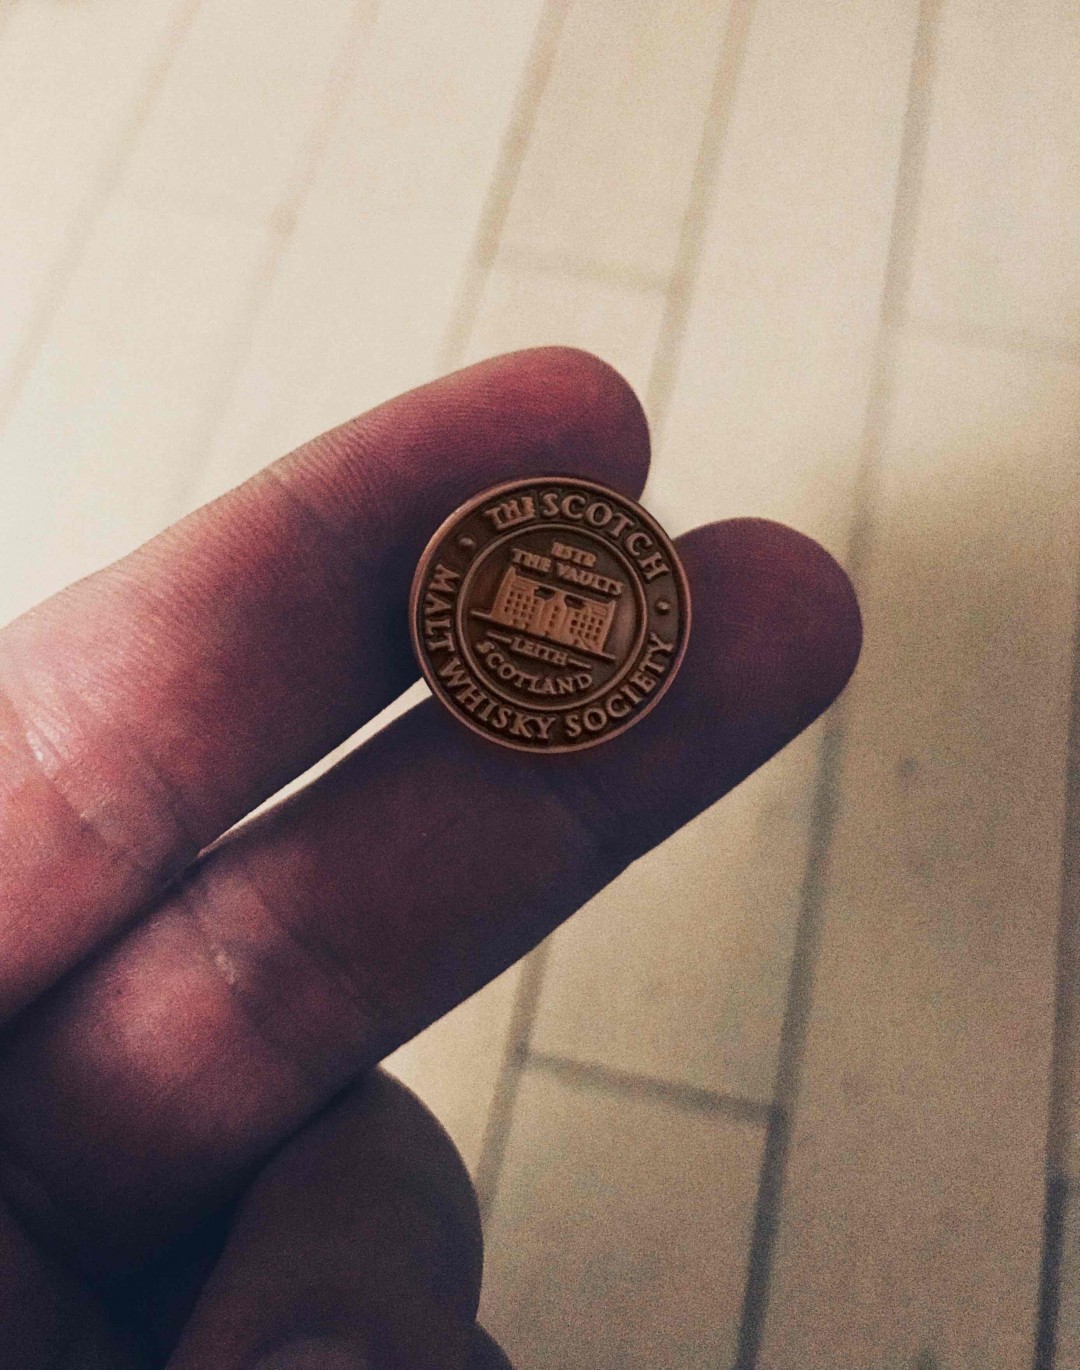 THE SCOTCH
MALT WHISKY SOCIETY
THE VAULTS
LEITH
SCOTLAND